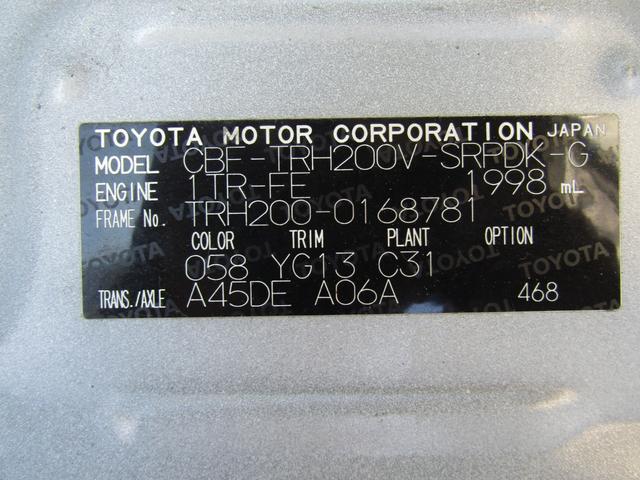 TOYOTA MOTOR CORPORATION JAPAN
MODEL CBF-TRH200V-SRPDK-G
ENGINE 1TR-FE 1998 mL
FRAME No. TRH200-0168781
COLOR TRIM PLANT OPTION
058 YG13 C31
TRANS./AXLE A45DE A06A 468